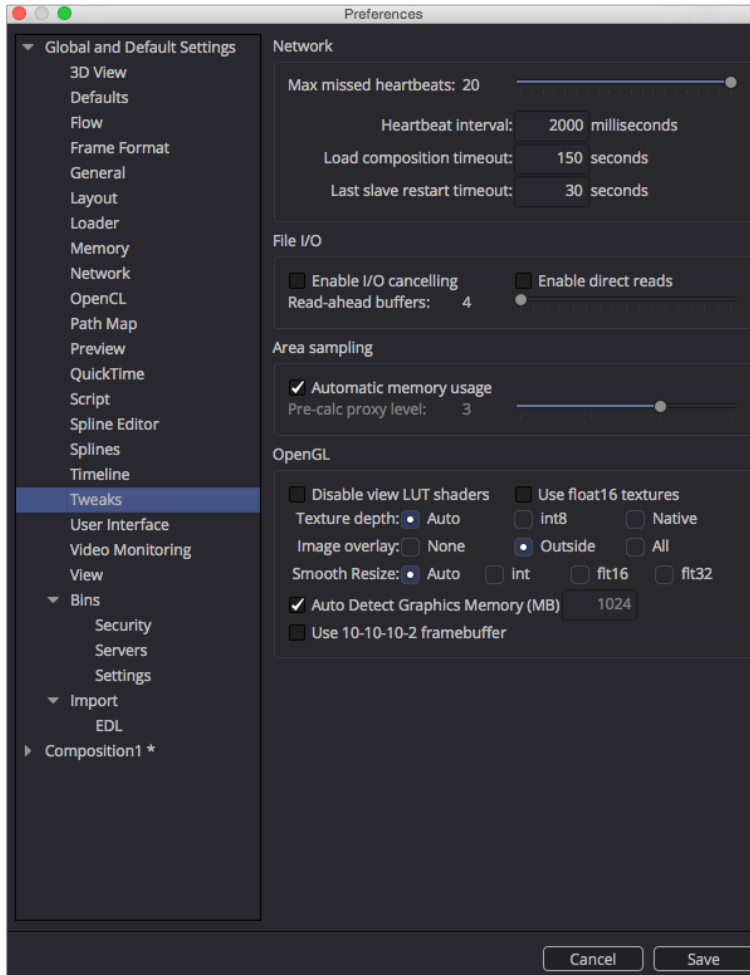 Preferences
Global and Default Settings
3D View
Defaults
Flow
Frame Format
General
Layout
Loader
Memory
Network
OpenCL
Path Map
Preview
QuickTime
Script
Spline Editor
Splines
Timeline
Tweaks
User Interface
Video Monitoring
View
Bins
Security
Servers
Settings
Import
EDL
Composition1 *
Network
Max missed heartbeats: 20
Heartbeat interval: 2000 milliseconds
Load composition timeout: 150 seconds
Last slave restart timeout: 30 seconds
File I/O
Enable I/O cancelling Enable direct reads
Read-ahead buffers: 4
Area sampling
Automatic memory usage
Pre-calc proxy level: 3
OpenGL
Disable view LUT shaders Use float16 textures
Texture depth: Auto int8 Native
Image overlay: None Outside All
Smooth Resize: Auto int flt16 flt32
Auto Detect Graphics Memory (MB) 1024
Use 10-10-10-2 framebuffer
Cancel Save